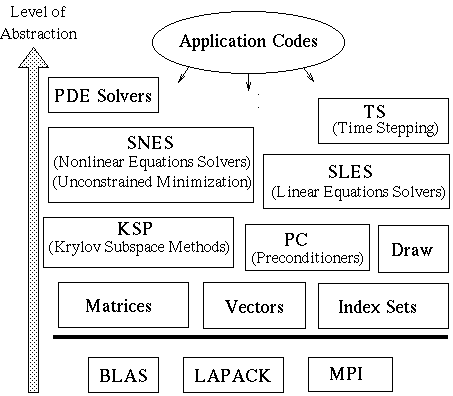 Level of
Abstraction
Application Codes
PDE Solvers
TS
(Time Stepping)
SNES
(Nonlinear Equations Solvers)
(Unconstrained Minimization)
SLES
(Linear Equations Solvers)
KSP
(Krylov Subspace Methods)
PC
(Preconditioners)
Draw
Matrices
Vectors
Index Sets
BLAS
LAPACK
MPI